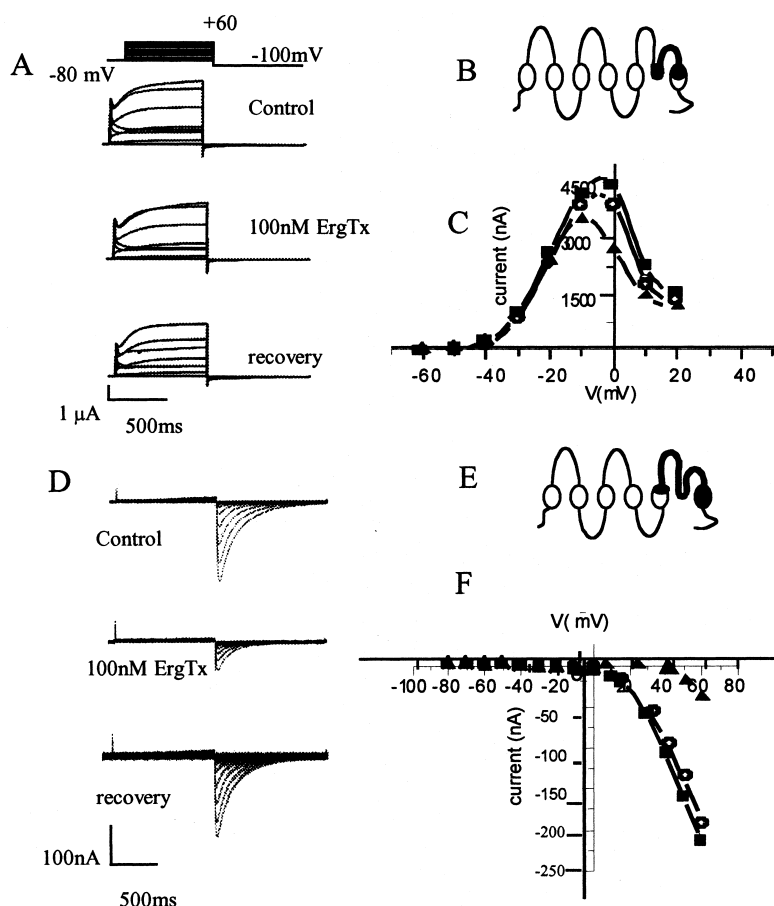 +60
A
-100mV
-80 mV
Control
100nM ErgTx
recovery
1 µA
500ms
B
C
current (nA)
4500
300
1500
-60 -40 -20 0 20 40
V(mV)
D
Control
100nM ErgTx
recovery
100nA
500ms
E
F
V( mV)
-100 -80 -60 -40 -20 0 20 40 60 80
current (nA)
-50
-100
-150
-200
-250